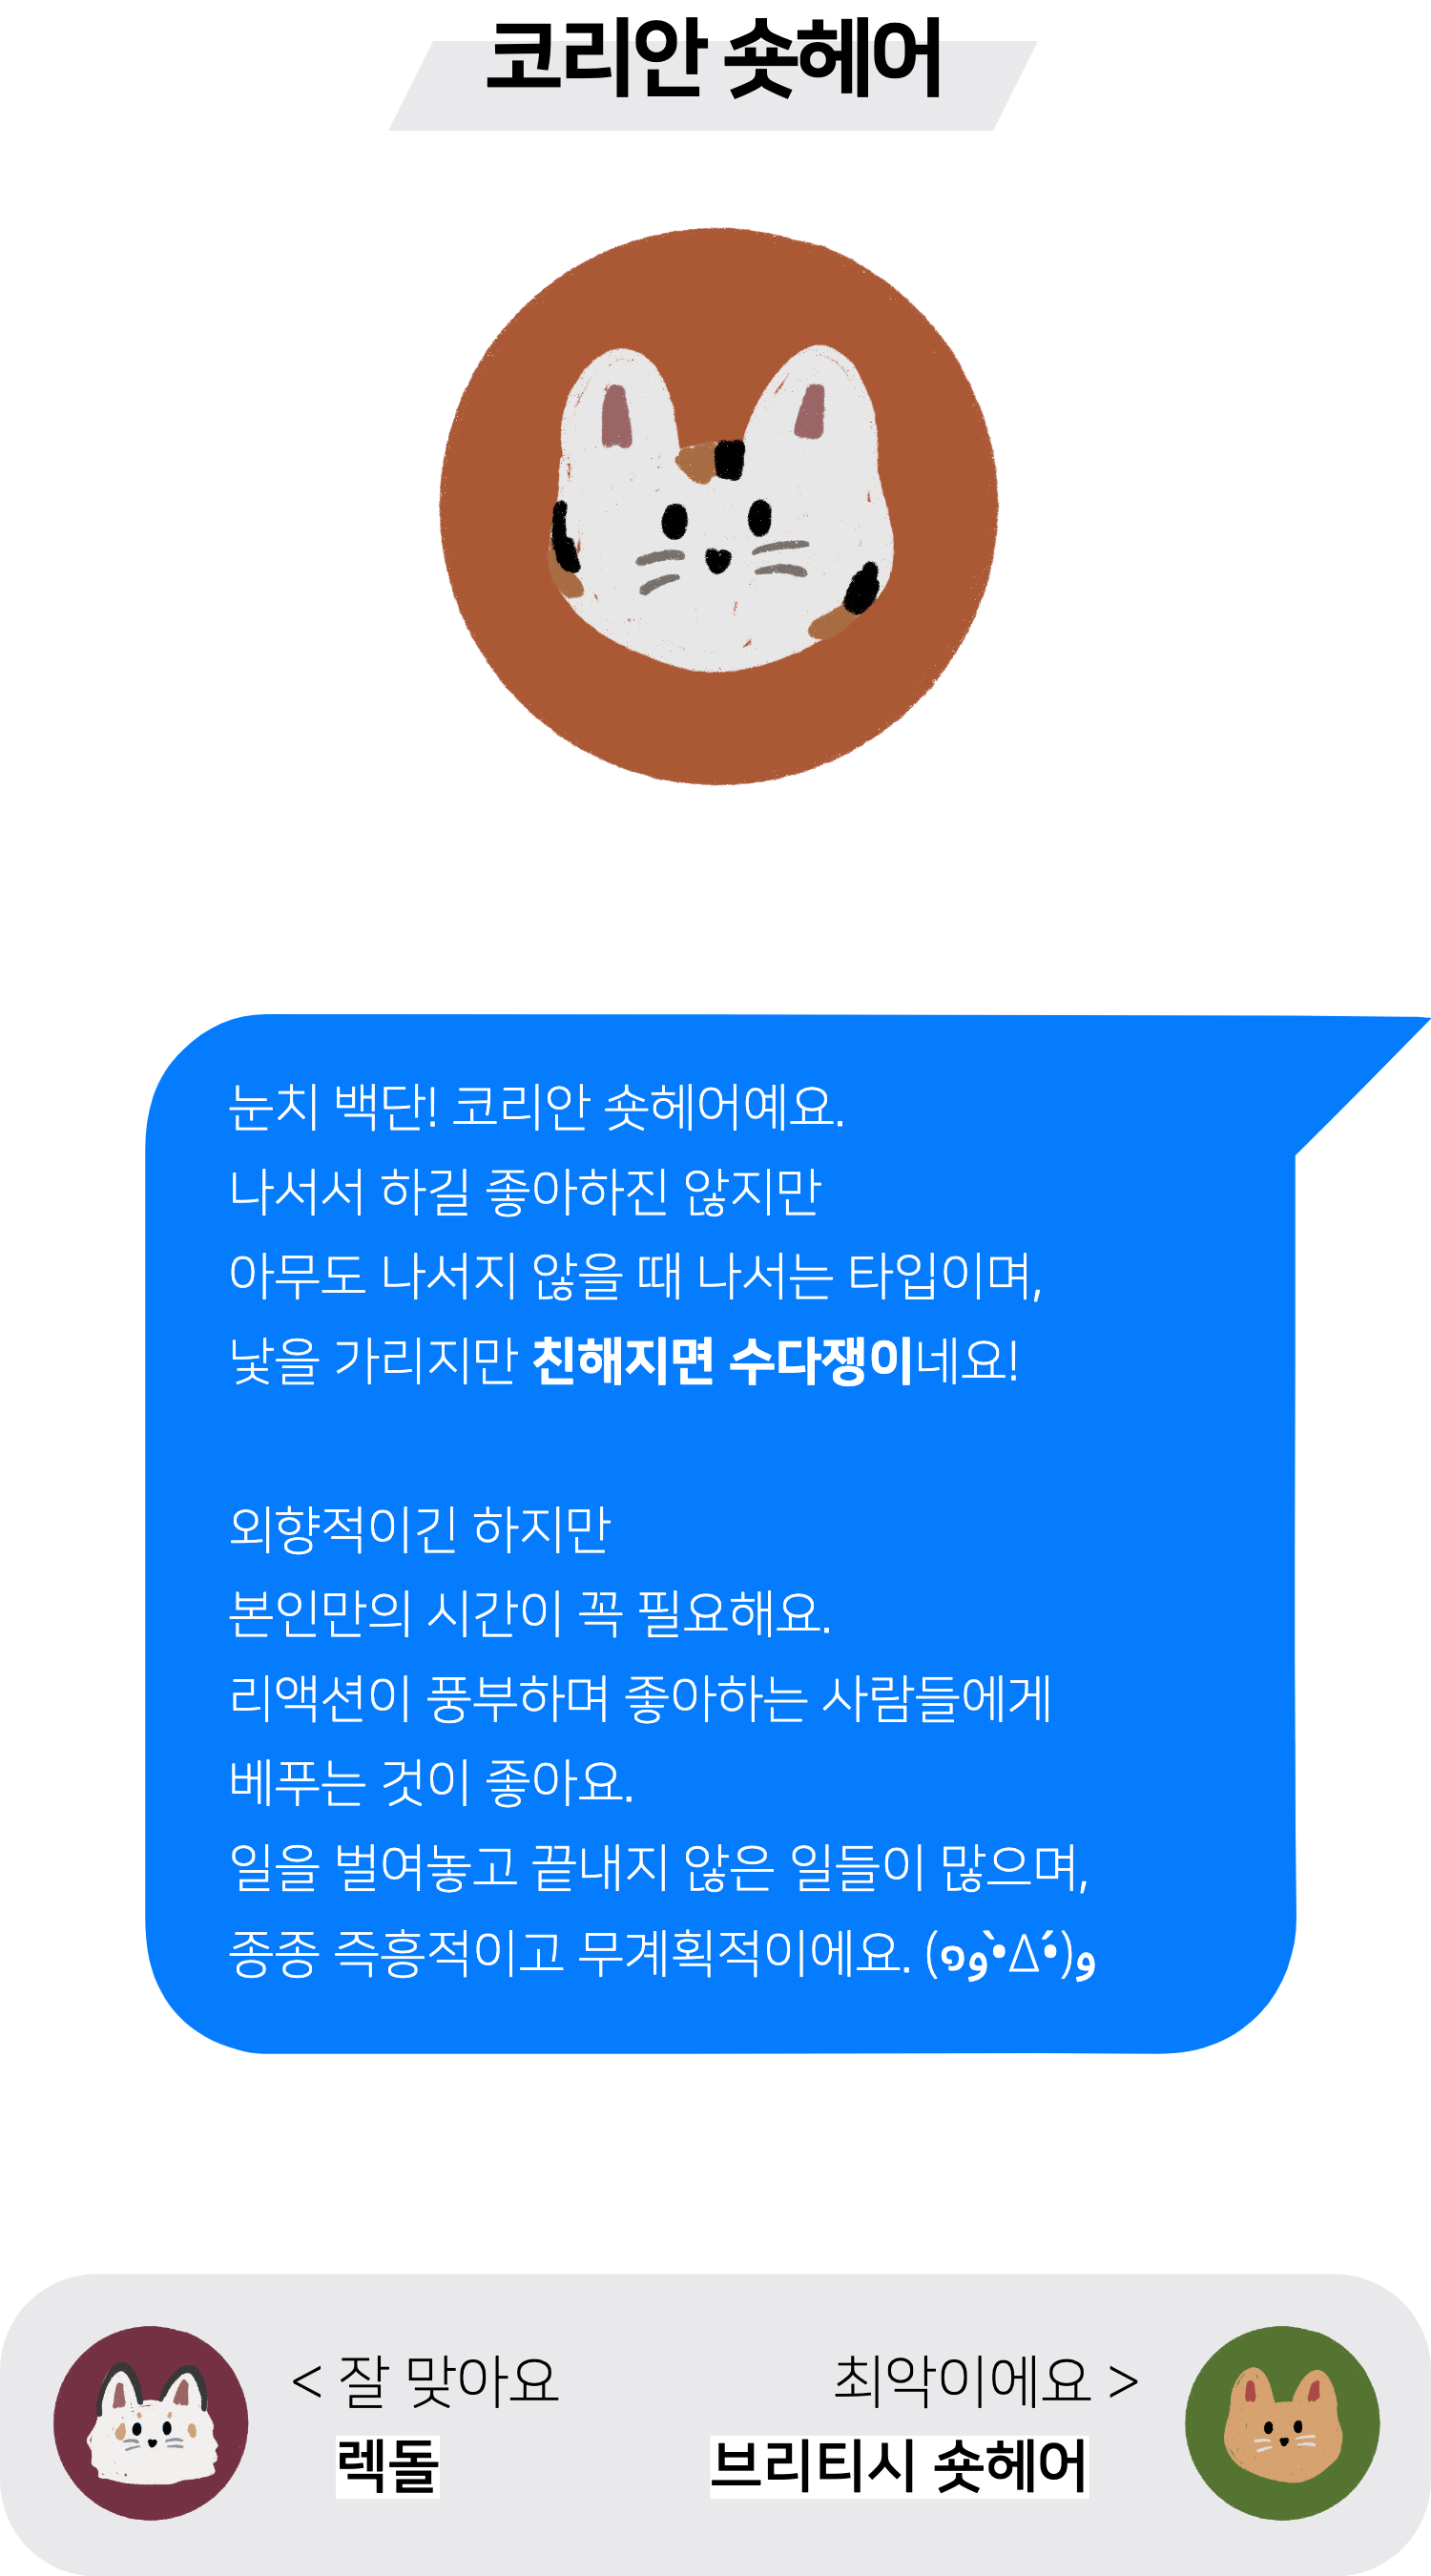 코리안 숏헤어
눈치 백단! 코리안 숏헤어예요.
나서서 하길 좋아하진 않지만
아무도 나서지 않을 때 나서는 타입이며,
낯을 가리지만 친해지면 수다쟁이네요!
외향적이긴 하지만
본인만의 시간이 꼭 필요해요.
리액션이 풍부하며 좋아하는 사람들에게
베푸는 것이 좋아요.
일을 벌여놓고 끝내지 않은 일들이 많으며,
종종 즉흥적이고 무계획적이에요. (ง•̀Δ•́)ง
< 잘 맞아요
렉돌
최악이에요 >
브리티시 숏헤어